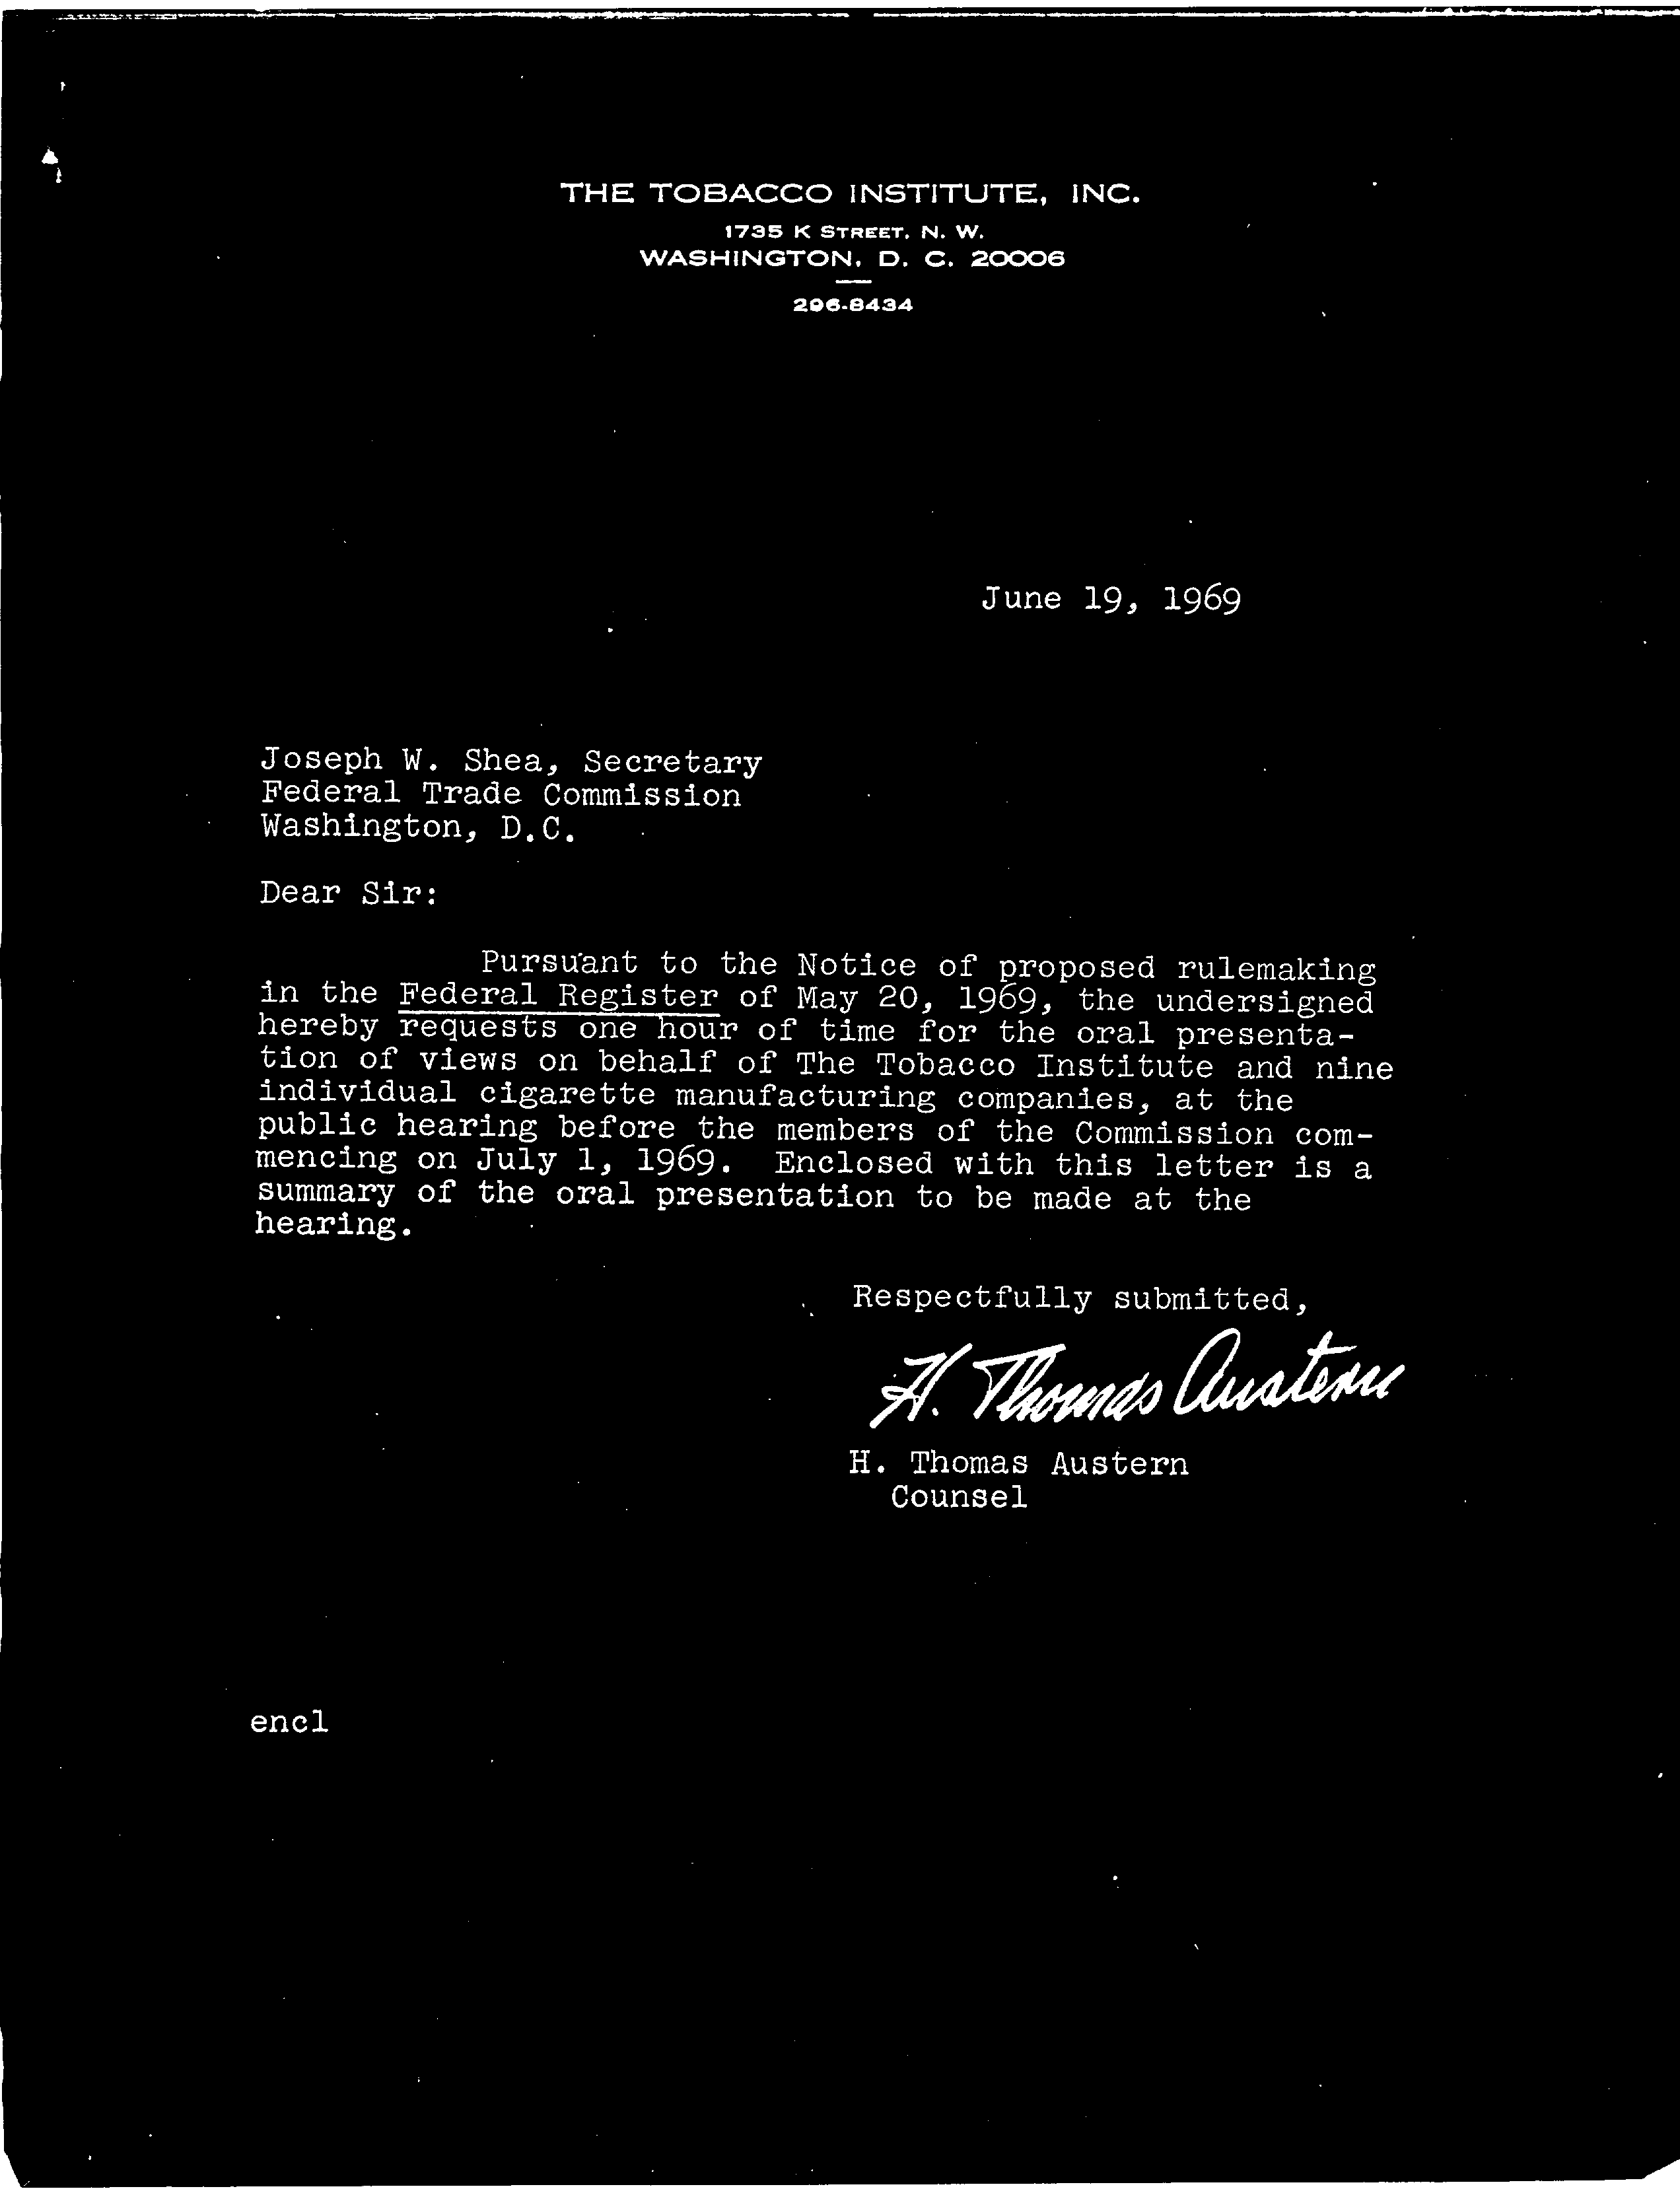 THE TOBACCO INSTITUTE, INC.
1735 K STREET, N. W.
WASHINGTON, D. C. 20006
296-8434
June 19, 1969
Joseph W. Shea, Secretary
Federal Trade Commission
Washington, D.C.
Dear Sir:
Pursuant to the Notice of proposed rulemaking
in the Federal Register of May 20, 1969, the undersigned
hereby requests one hour of time for the oral presenta-
tion of views on behalf of The Tobacco Institute and nine
individual cigarette manufacturing companies, at the
public hearing before the members of the Commission com-
mencing on July 1, 1969. Enclosed with this letter is a
summary of the oral presentation to be made at the
hearing.
Respectfully submitted,
H. Thomas Austern
H. Thomas Austern
Counsel
encl